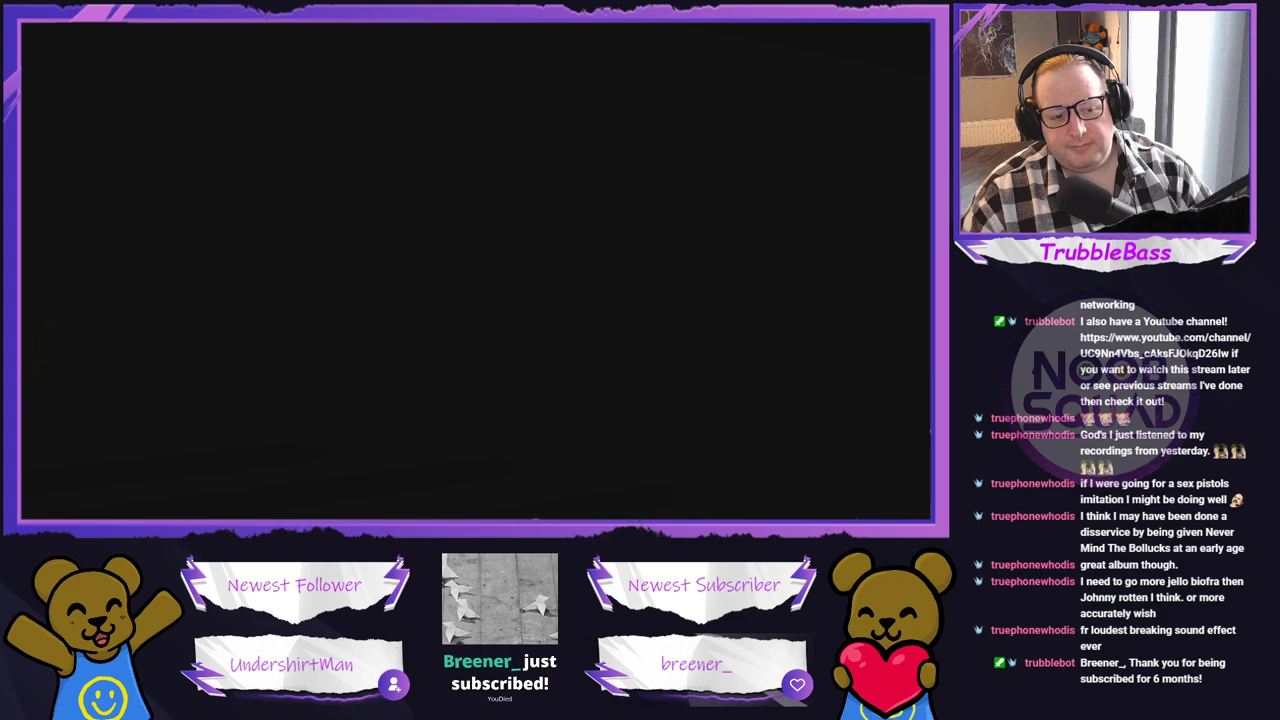 TrubbleBass
NOOB
SQUAD
networking
trubblebot I also have a Youtube channel!
https://www.youtube.com/channel/
UC9Nn4Vbs_cAksFJOkqD26Iw if
you want to watch this stream later
or see previous streams I've done
then check it out!
truephonewhodis
truephonewhodis God's I just listened to my
recordings from yesterday.
truephonewhodis if I were going for a sex pistols
imitation I might be doing well
truephonewhodis I think I may have been done a
disservice by being given Never
Mind The Bollucks at an early age
truephonewhodis great album though.
truephonewhodis I need to go more jello biofra then
Johnny rotten I think. or more
accurately wish
truephonewhodis fr loudest breaking sound effect
ever
trubblebot Breener_, Thank you for being
subscribed for 6 months!
Newest Follower
UndershirtMan
Breener_ just
subscribed!
YouDied
Newest Subscriber
breener_